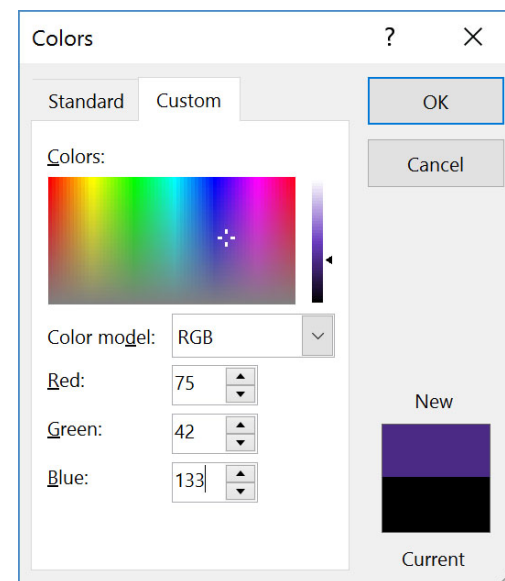 Colors ?
Standard Custom OK
Cancel
Colors:
Color model: RGB
Red: 75
Green: 42
Blue: 133
New
Current